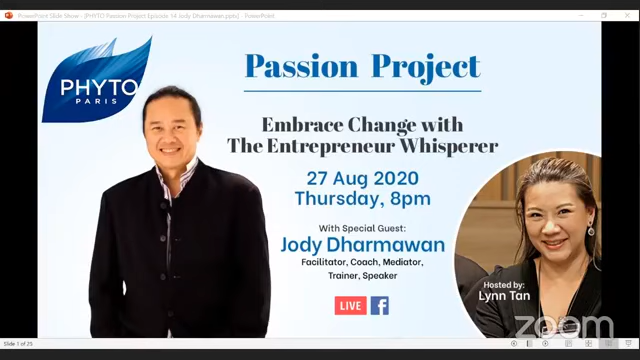 PowerPoint Slide Show - [PHYTO Passion Project Episode 14 Jody Dharmawan.pptx] - PowerPoint
PHYTO
PARIS
Passion Project
Embrace Change with
The Entrepreneur Whisperer
27 Aug 2020
Thursday, 8pm
With Special Guest:
Jody Dharmawan
Facilitator, Coach, Mediator,
Trainer, Speaker
LIVE f
Hosted by:
Lynn Tan
zoom
Slide 1 of 25